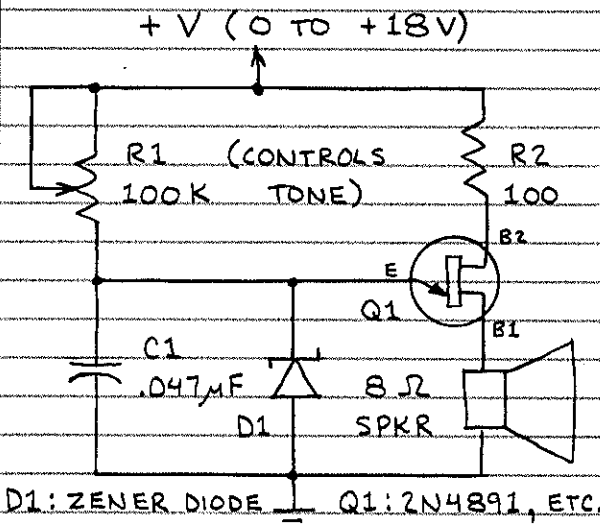 + V (0 TO +18V)
R1 (CONTROLS
100K TONE)
R2
100
B2
E
Q1
B1
C1
.047µF
D1
8 Ω
SPKR
D1: ZENER DIODE
Q1: 2N4891, ETC.